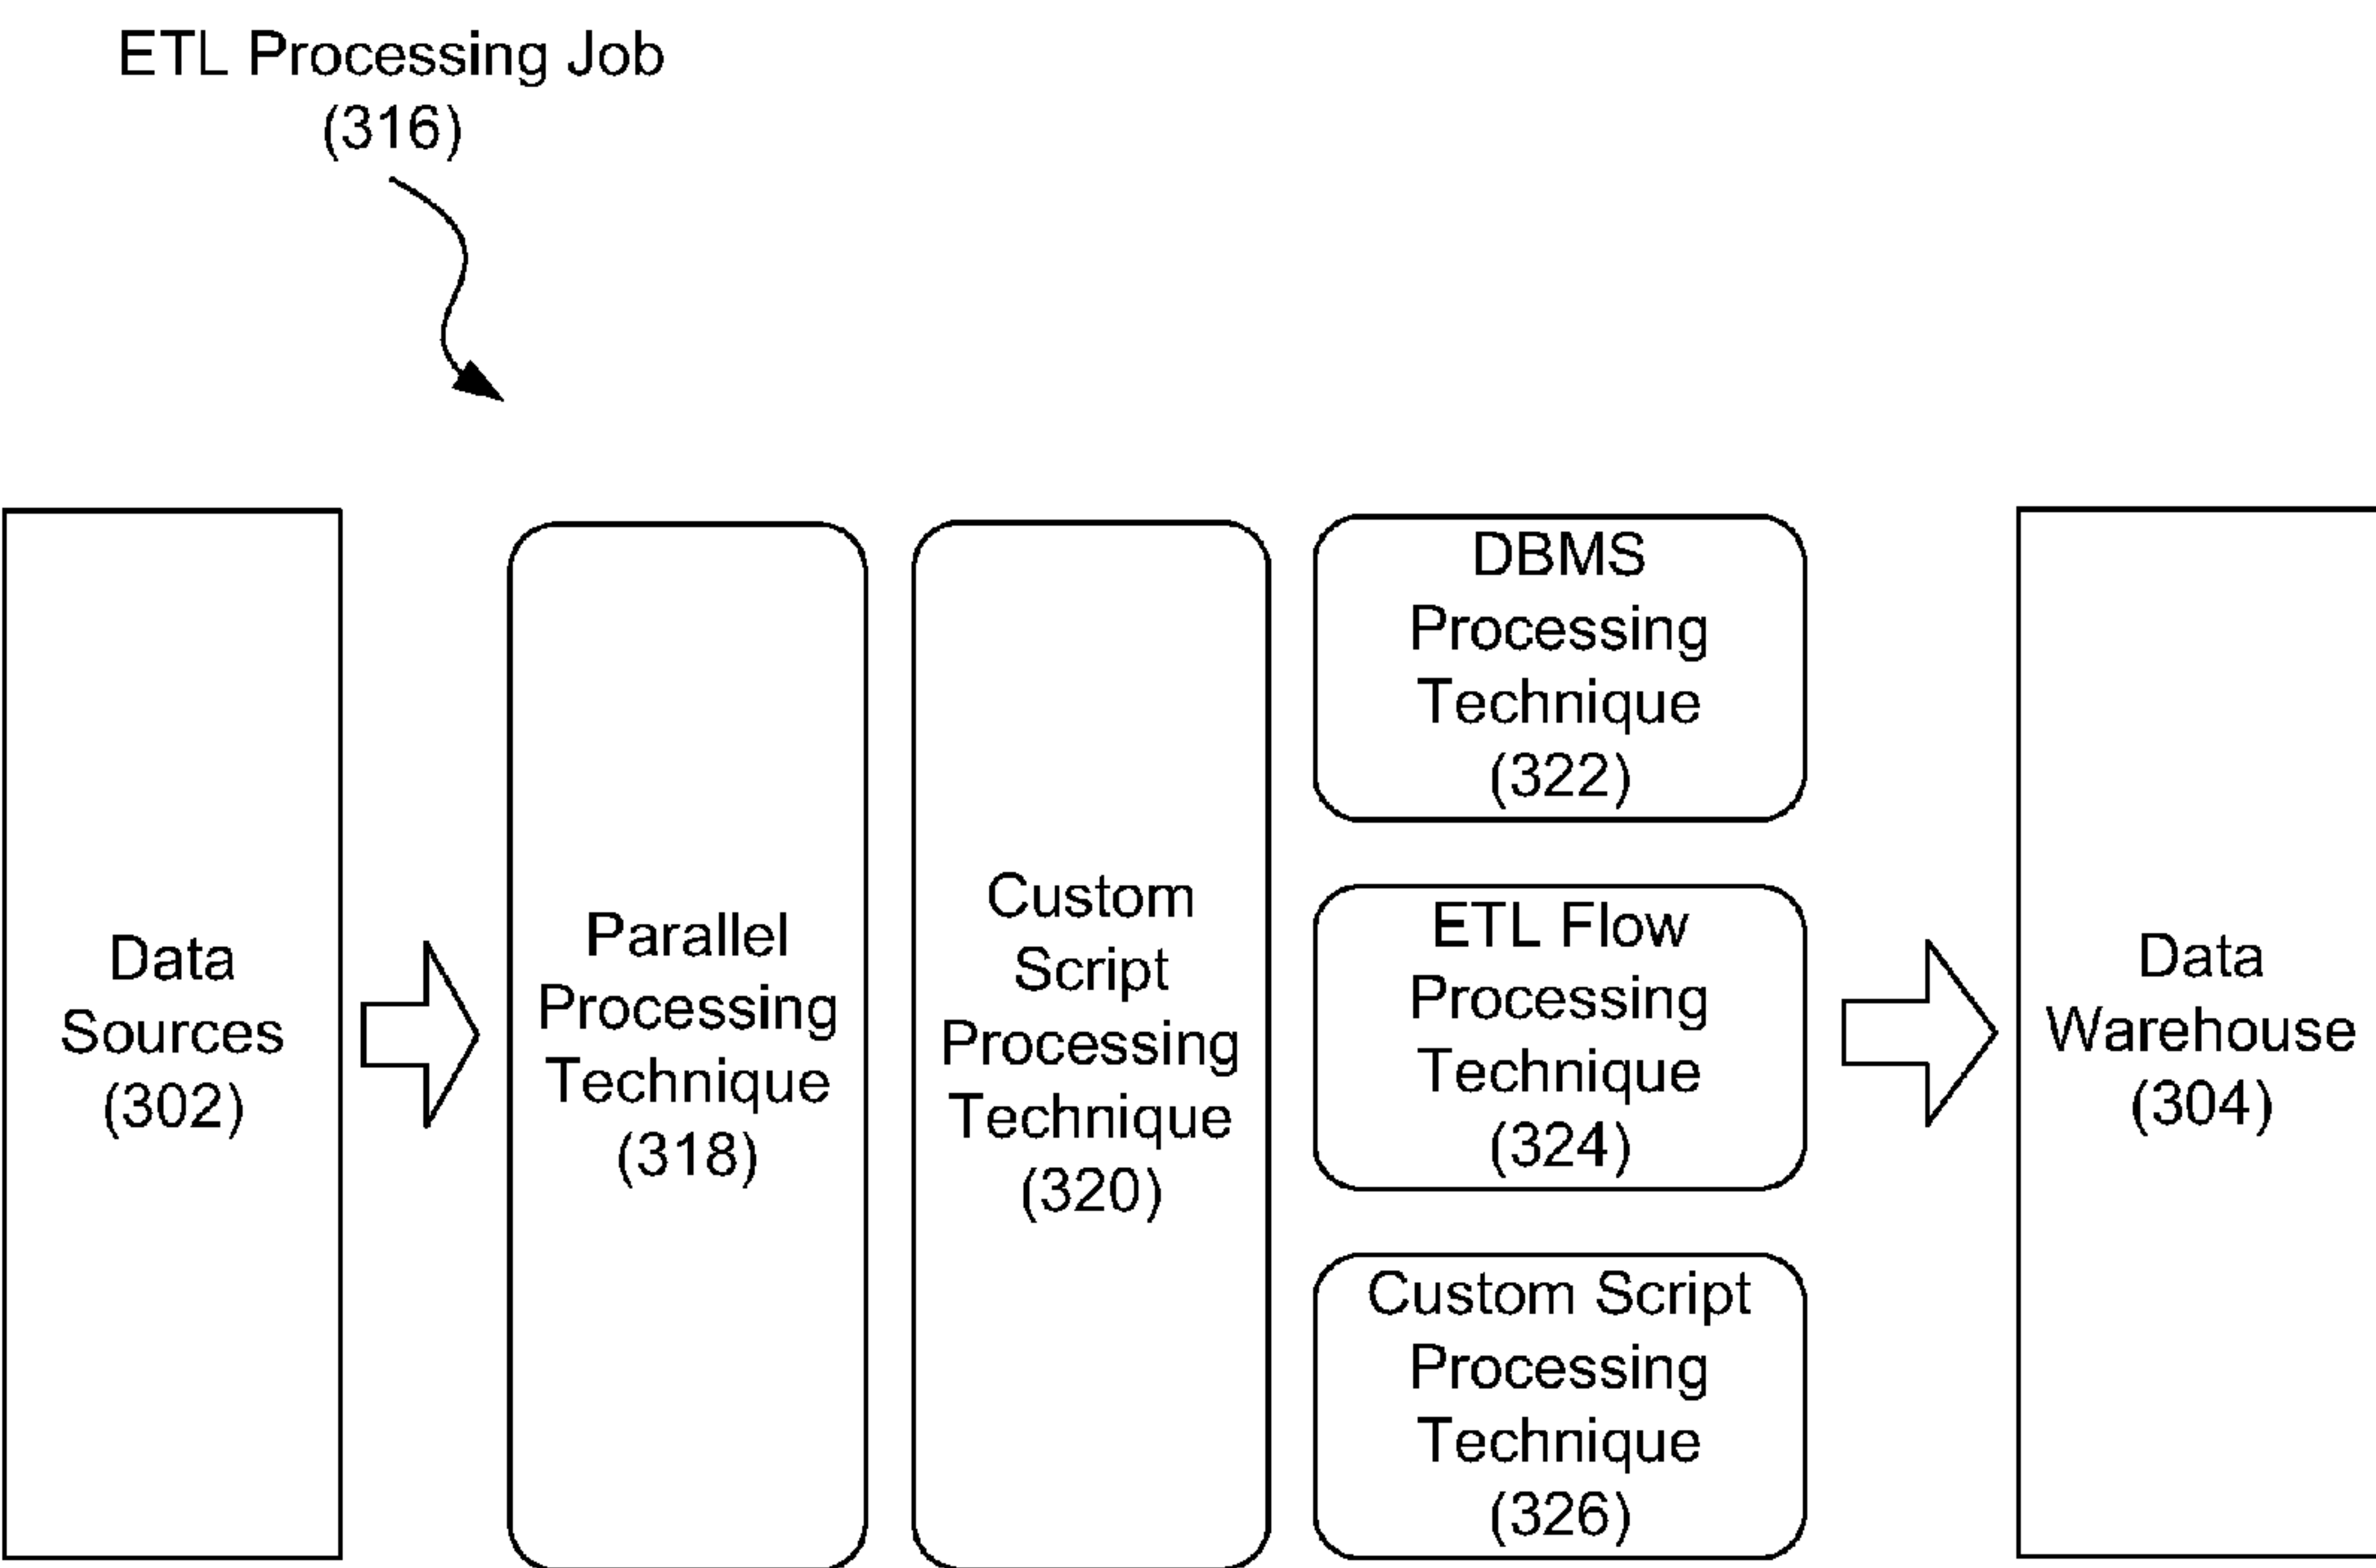 ETL Processing Job
(316)
Data
Sources
(302)
Parallel
Processing
Technique
(318)
Custom
Script
Processing
Technique
(320)
DBMS
Processing
Technique
(322)
ETL Flow
Processing
Technique
(324)
Custom Script
Processing
Technique
(326)
Data
Warehouse
(304)